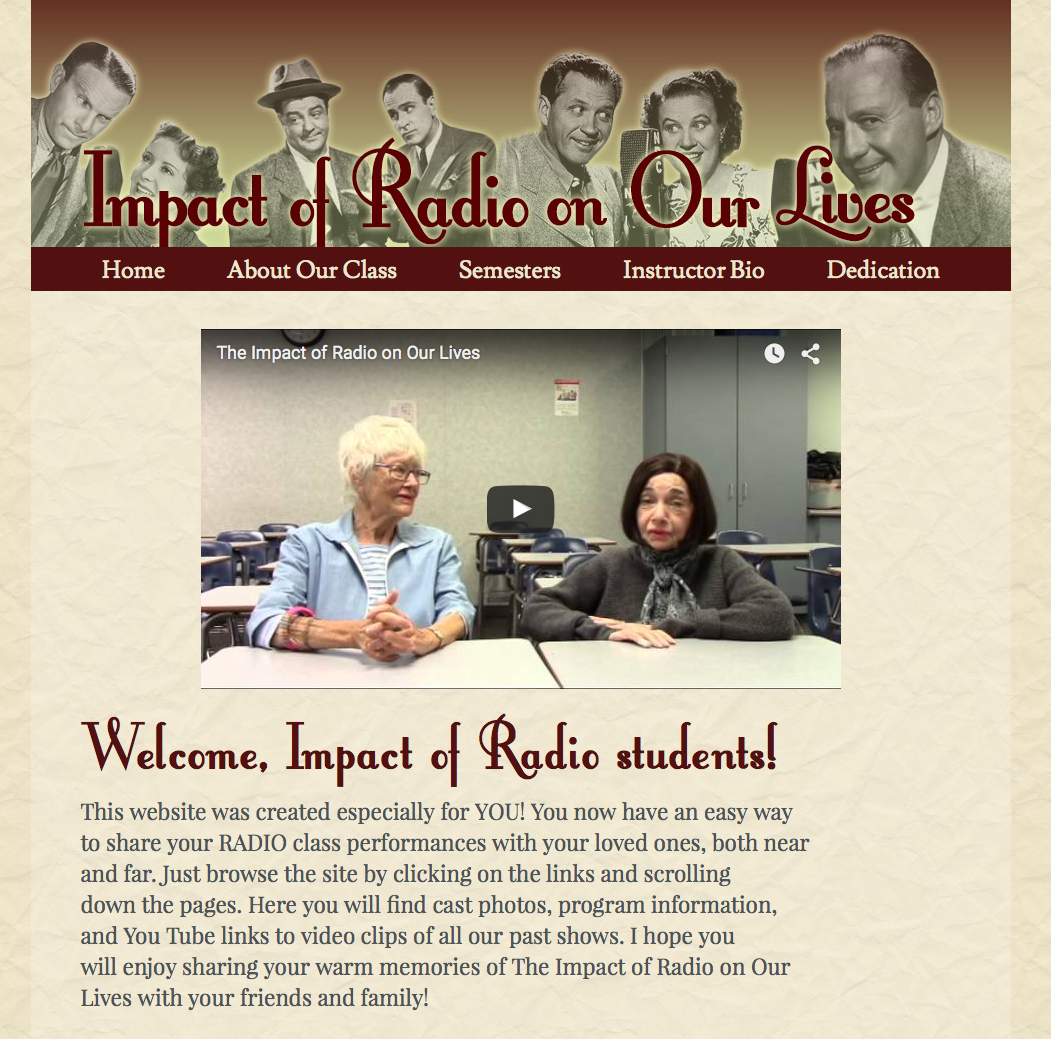 Impact of Radio on Our Lives
Home About Our Class Semesters Instructor Bio Dedication
The Impact of Radio on Our Lives
Welcome, Impact of Radio students!
This website was created especially for YOU! You now have an easy way
to share your RADIO class performances with your loved ones, both near
and far. Just browse the site by clicking on the links and scrolling
down the pages. Here you will find cast photos, program information,
and You Tube links to video clips of all our past shows. I hope you
will enjoy sharing your warm memories of The Impact of Radio on Our
Lives with your friends and family!